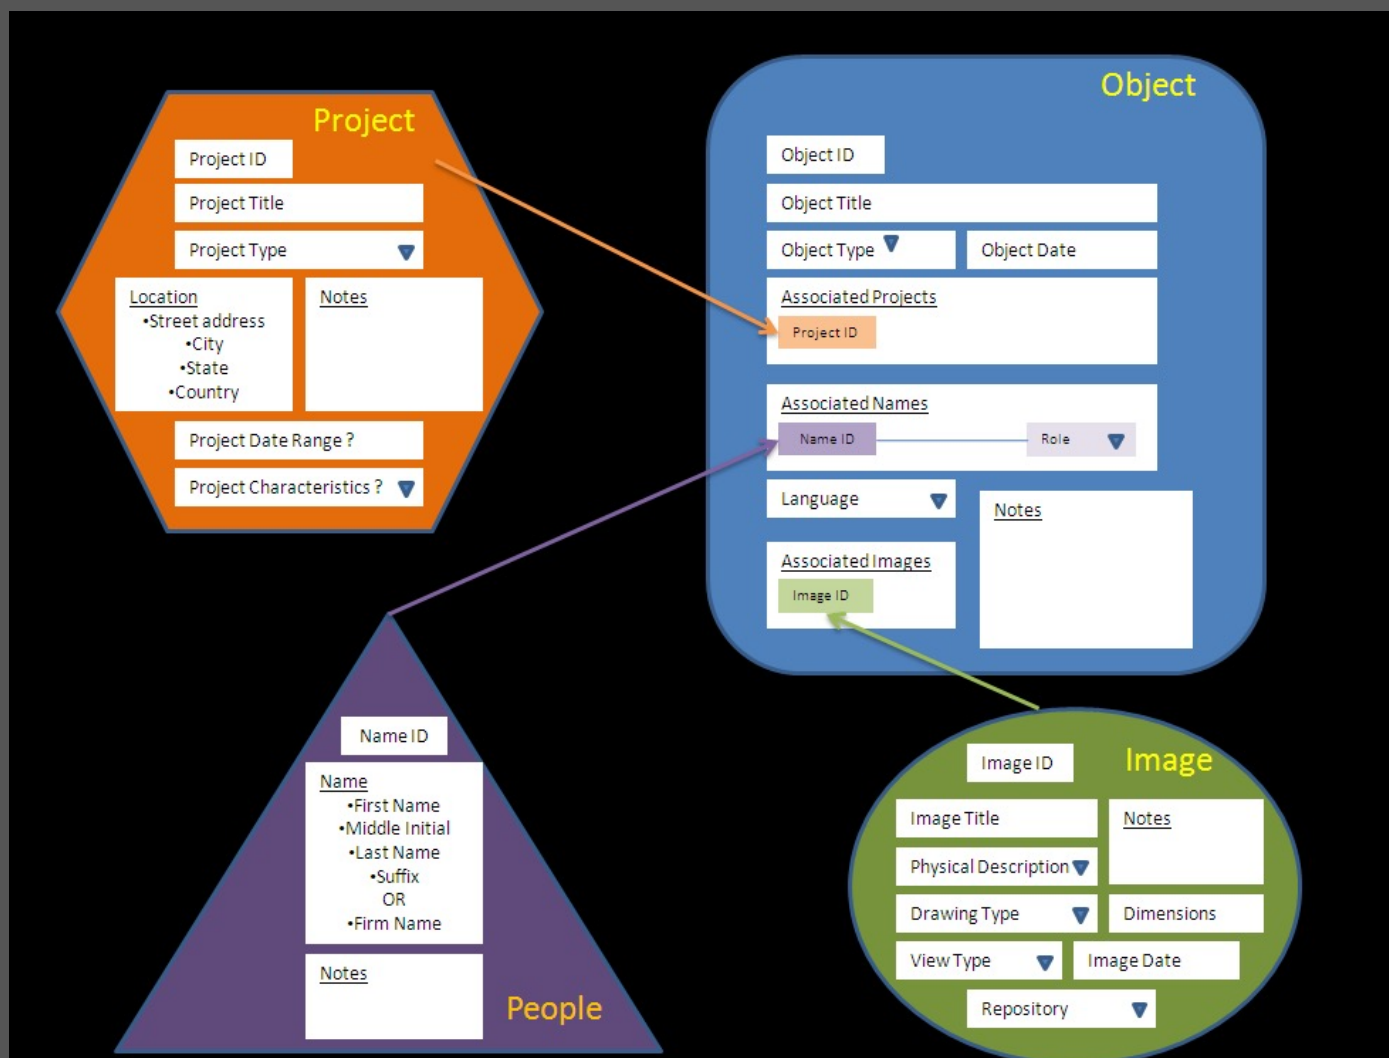 Project
Project ID
Project Title
Project Type
Location
•Street address
•City
•State
•Country
Notes
Project Date Range ?
Project Characteristics ?
Object
Object ID
Object Title
Object Type
Object Date
Associated Projects
Project ID
Associated Names
Name ID
Role
Language
Notes
Associated Images
Image ID
Name ID
Name
•First Name
•Middle Initial
•Last Name
•Suffix
OR
•Firm Name
Notes
People
Image ID
Image
Image Title
Notes
Physical Description
Drawing Type
Dimensions
View Type
Image Date
Repository